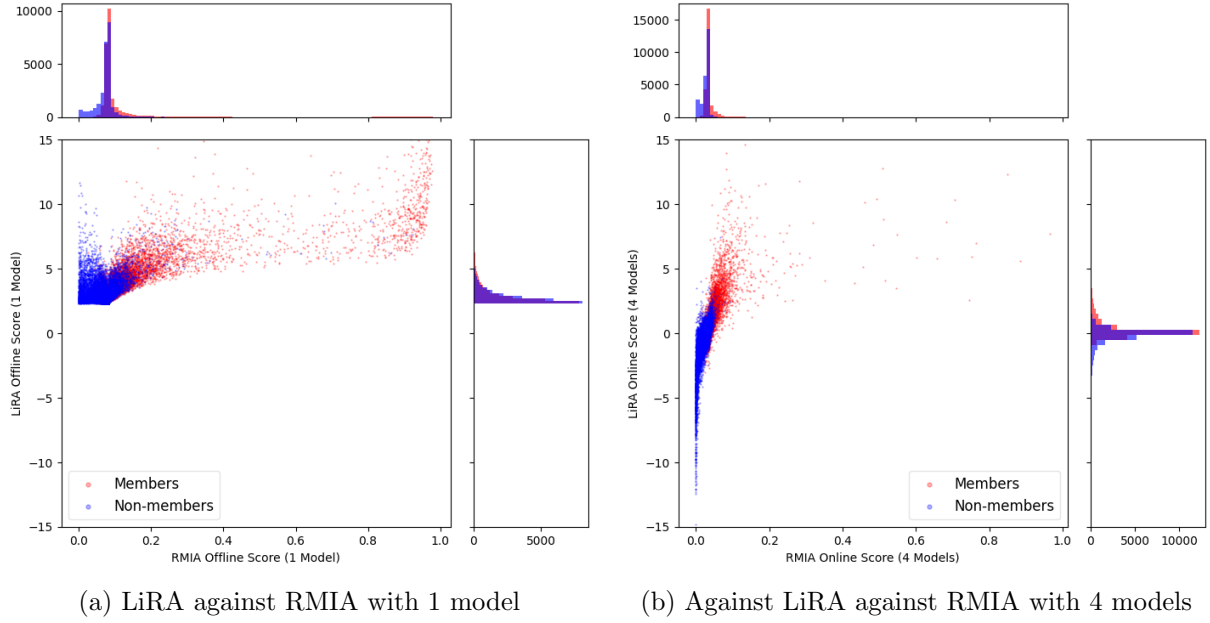 10000
5000
0
15
10
5
0
−5
−10
−15
LiRA Offline Score (1 Model)
Members
Non-members
0.0 0.2 0.4 0.6 0.8 1.0
RMIA Offline Score (1 Model)
0 5000
(a) LiRA against RMIA with 1 model
15000
10000
5000
0
15
10
5
0
−5
−10
−15
LiRA Online Score (4 Models)
Members
Non-members
0.0 0.2 0.4 0.6 0.8 1.0
RMIA Online Score (4 Models)
0 5000 10000
(b) Against LiRA against RMIA with 4 models